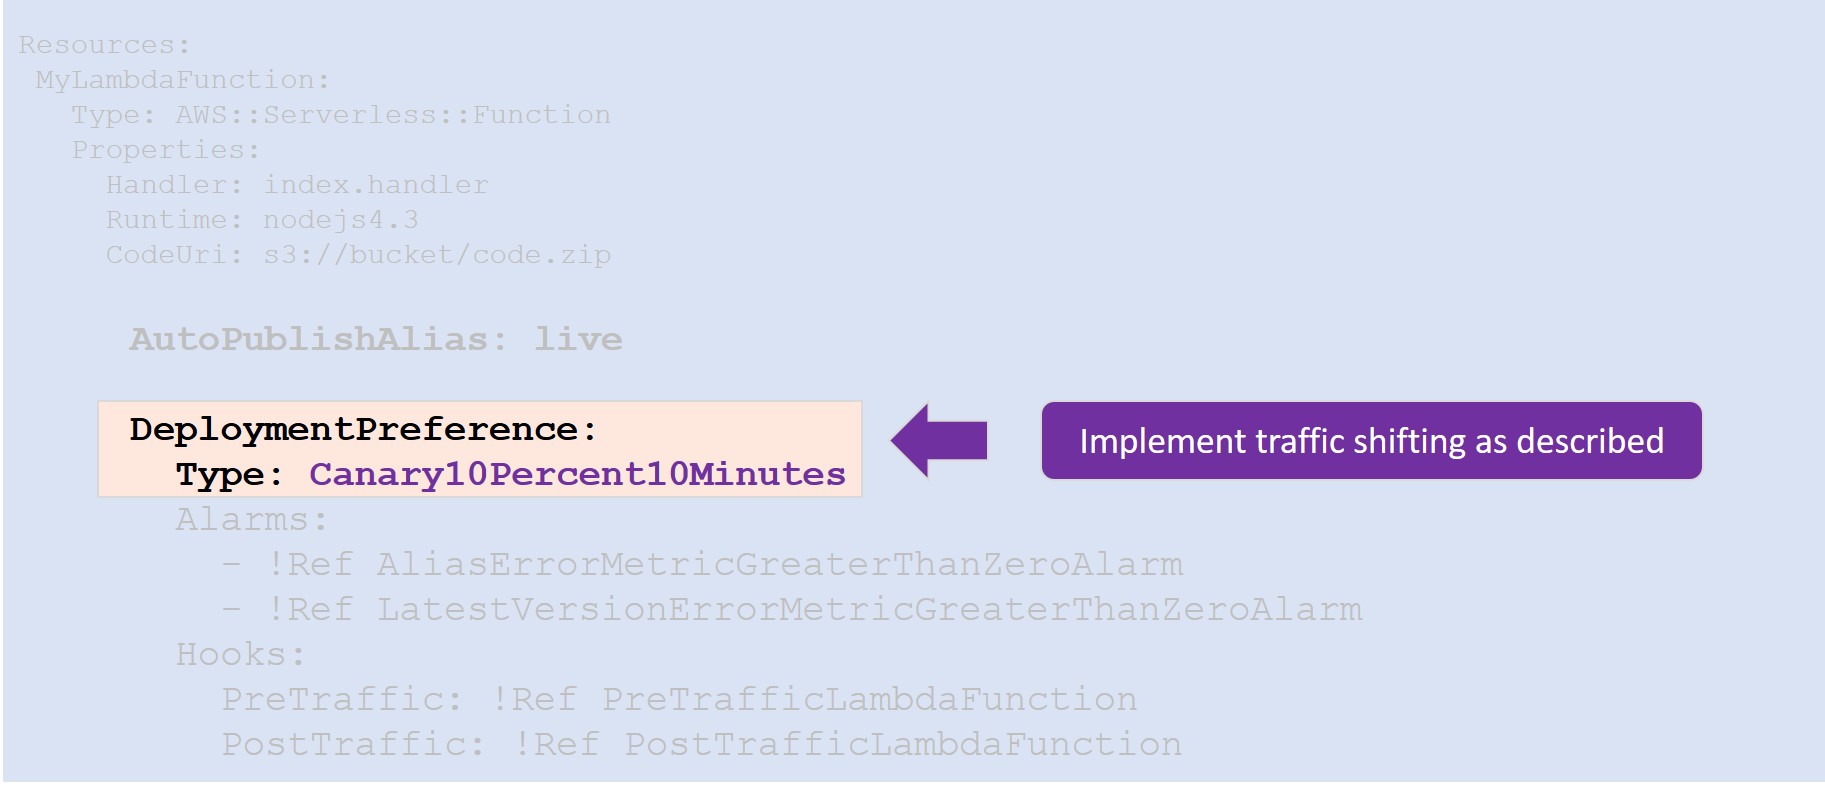 Resources:
MyLambdaFunction:
Type: AWS::Serverless::Function
Properties:
Handler: index.handler
Runtime: nodejs4.3
CodeUri: s3://bucket/code.zip
AutoPublishAlias: live
DeploymentPreference:
Type: Canary10Percent10Minutes
Implement traffic shifting as described
Alarms:
- !Ref AliasErrorMetricGreaterThanZeroAlarm
- !Ref LatestVersionErrorMetricGreaterThanZeroAlarm
Hooks:
PreTraffic: !Ref PreTrafficLambdaFunction
PostTraffic: !Ref PostTrafficLambdaFunction